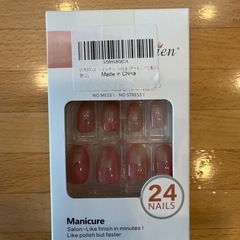 ien
Made in China
NO MESS! NO STRESS!
24
NAILS
Manicure
Salon-Like finish in minutes !
Like polish but faster